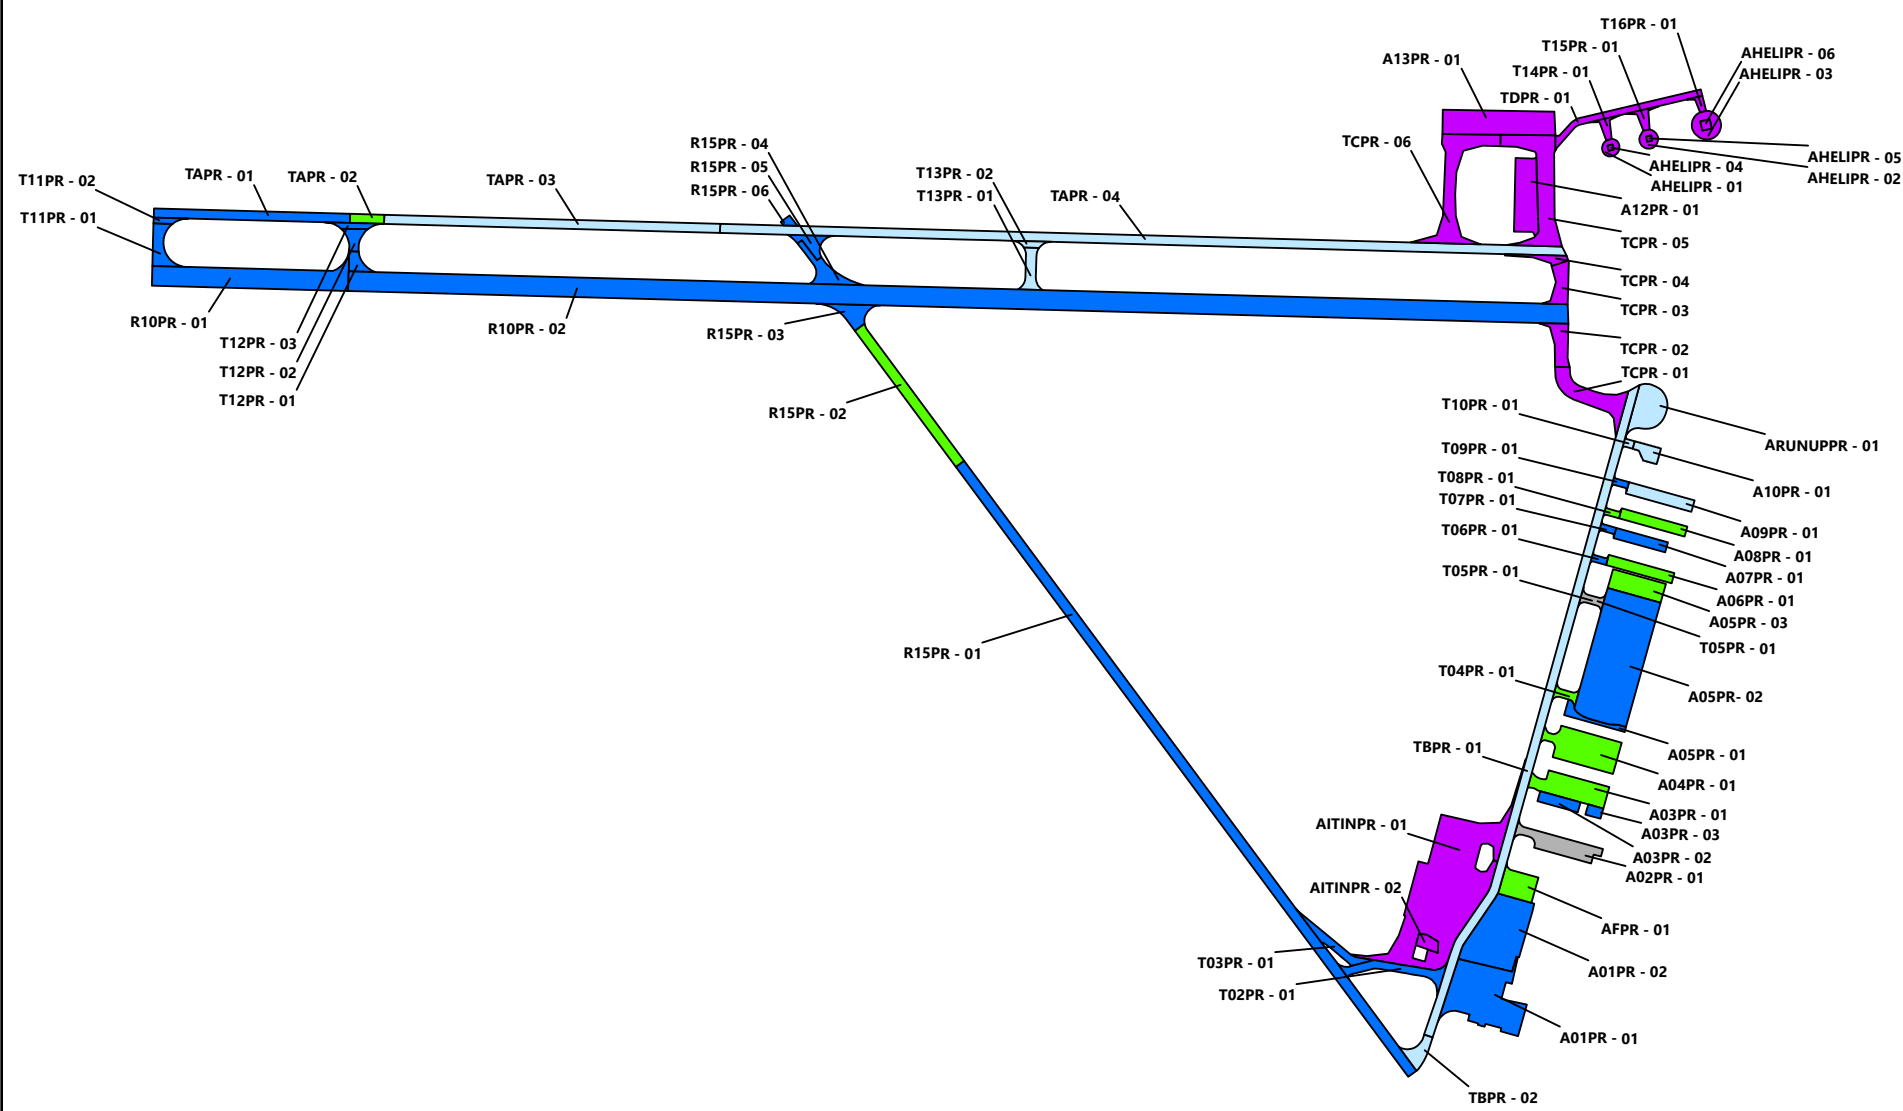 T16PR - 01
T15PR - 01
AHELIPR - 06
A13PR - 01
T14PR - 01
AHELIPR - 03
TDPR - 01
R15PR - 04
TCPR - 06
R15PR - 05
AHELIPR - 05
T13PR - 02
AHELIPR - 04
T11PR - 02
TAPR - 01
TAPR - 02
TAPR - 03
R15PR - 06
T13PR - 01
TAPR - 04
AHELIPR - 01
AHELIPR - 02
A12PR - 01
T11PR - 01
TCPR - 05
TCPR - 04
TCPR - 03
R10PR - 01
R10PR - 02
R15PR - 03
T12PR - 03
TCPR - 02
T12PR - 02
TCPR - 01
T12PR - 01
R15PR - 02
T10PR - 01
ARUNUPPR - 01
T09PR - 01
T08PR - 01
A10PR - 01
T07PR - 01
T06PR - 01
A09PR - 01
A08PR - 01
T05PR - 01
A07PR - 01
A06PR - 01
A05PR - 03
T05PR - 01
R15PR - 01
T04PR - 01
A05PR- 02
TBPR - 01
A05PR - 01
A04PR - 01
A03PR - 01
AITINPR - 01
A03PR - 03
A03PR - 02
A02PR - 01
AITINPR - 02
AFPR - 01
T03PR - 01
A01PR - 02
T02PR - 01
A01PR - 01
TBPR - 02